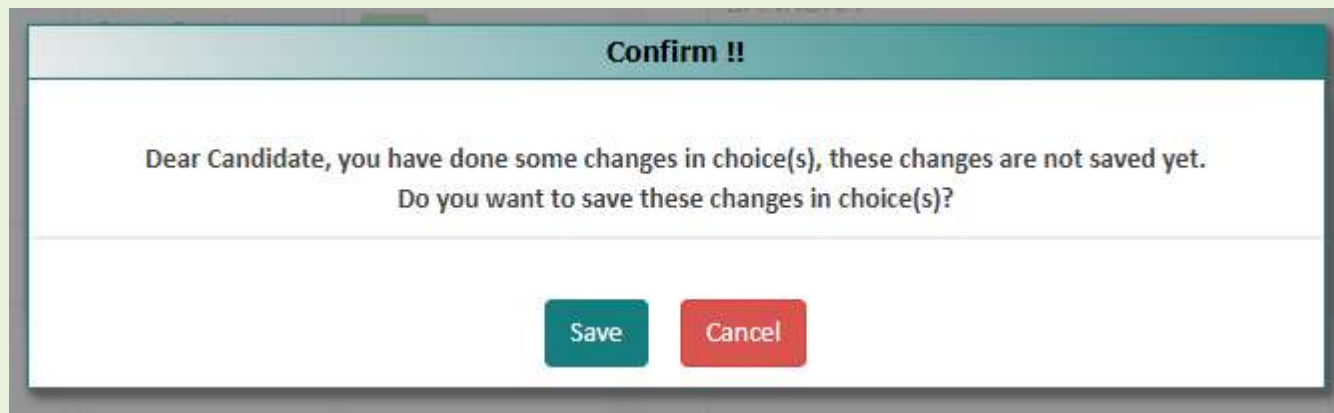 Confirm !!
Dear Candidate, you have done some changes in choice(s), these changes are not saved yet.
Do you want to save these changes in choice(s)?
Save
Cancel